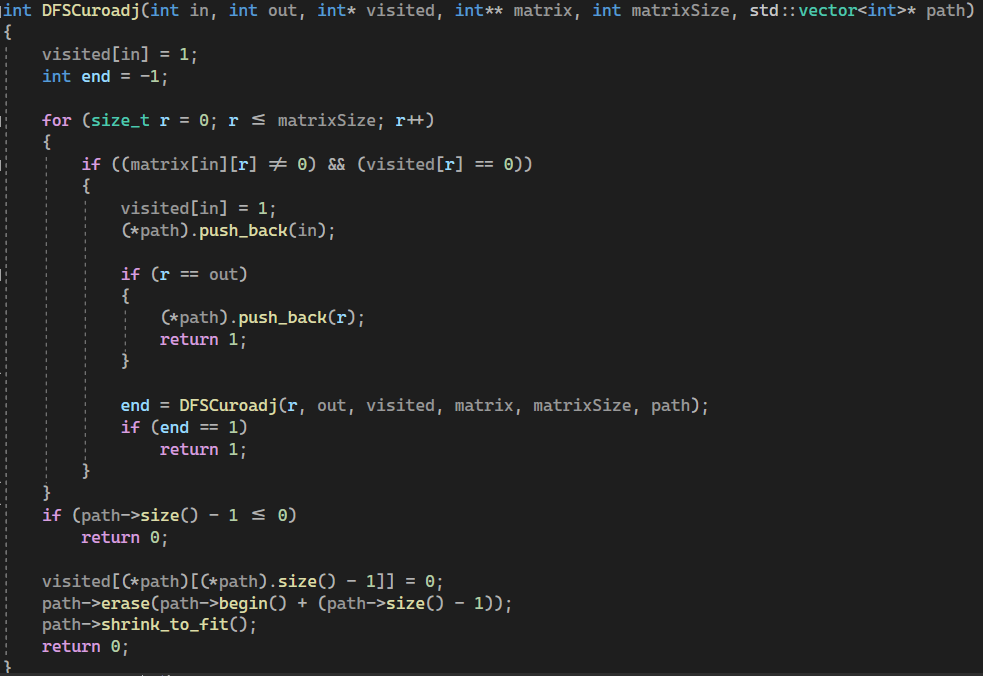 int DFSCuroadj(int in, int out, int* visited, int** matrix, int matrixSize, std::vector<int>* path)
{
    visited[in] = 1;
    int end = -1;

    for (size_t r = 0; r ≤ matrixSize; r++)
    {
        if ((matrix[in][r] ≠ 0) && (visited[r] == 0))
        {
            visited[in] = 1;
            (*path).push_back(in);

            if (r == out)
            {
                (*path).push_back(r);
                return 1;
            }

            end = DFSCuroadj(r, out, visited, matrix, matrixSize, path);
            if (end == 1)
                return 1;
        }
    }
    if (path->size() - 1 ≤ 0)
        return 0;

    visited[(*path)[(*path).size() - 1]] = 0;
    path->erase(path->begin() + (path->size() - 1));
    path->shrink_to_fit();
    return 0;
}